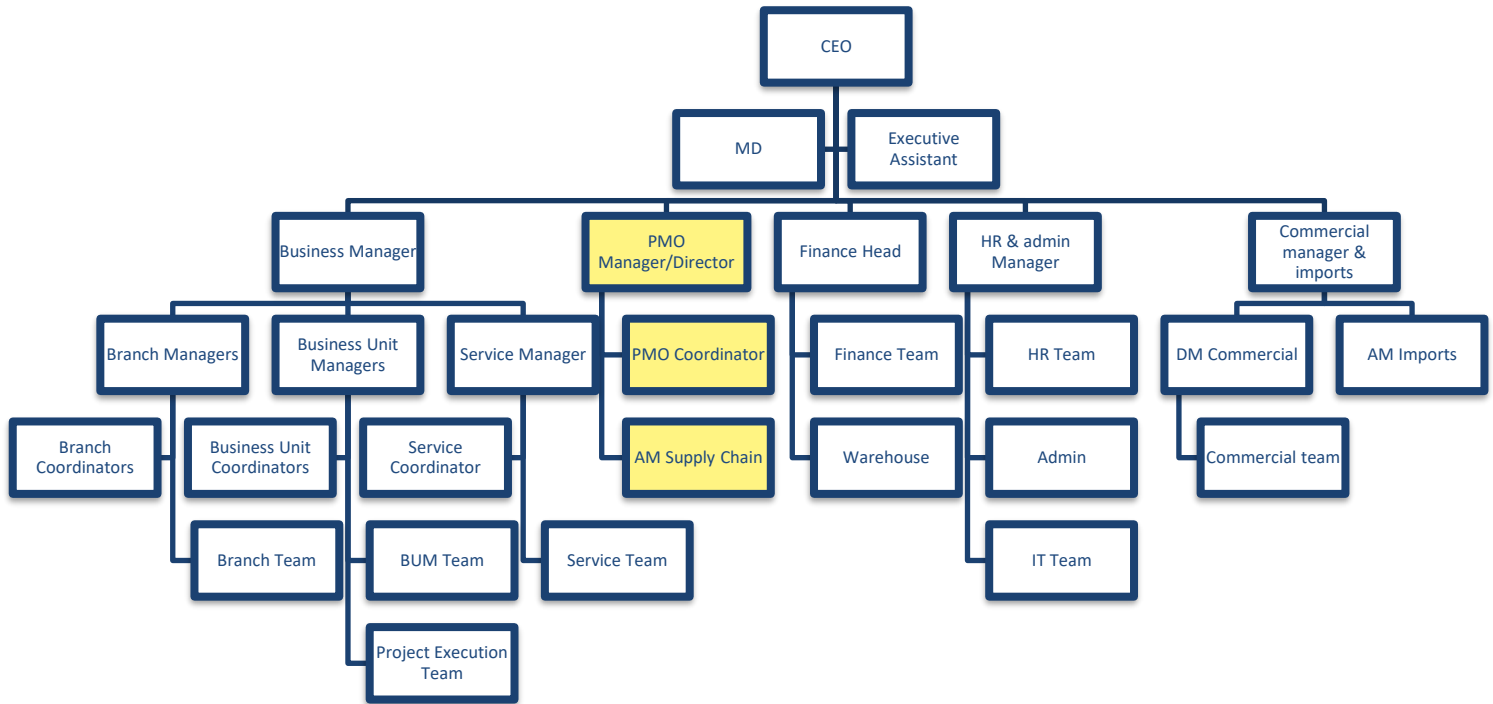 CEO
MD
Executive
Assistant
Business Manager
PMO
Manager/Director
Finance Head
HR & admin
Manager
Commercial
manager &
imports
Branch Managers
Business Unit
Managers
Service Manager
PMO Coordinator
Finance Team
HR Team
DM Commercial
AM Imports
Branch
Coordinators
Business Unit
Coordinators
Service
Coordinator
AM Supply Chain
Warehouse
Admin
Commercial team
Branch Team
BUM Team
Service Team
IT Team
Project Execution
Team